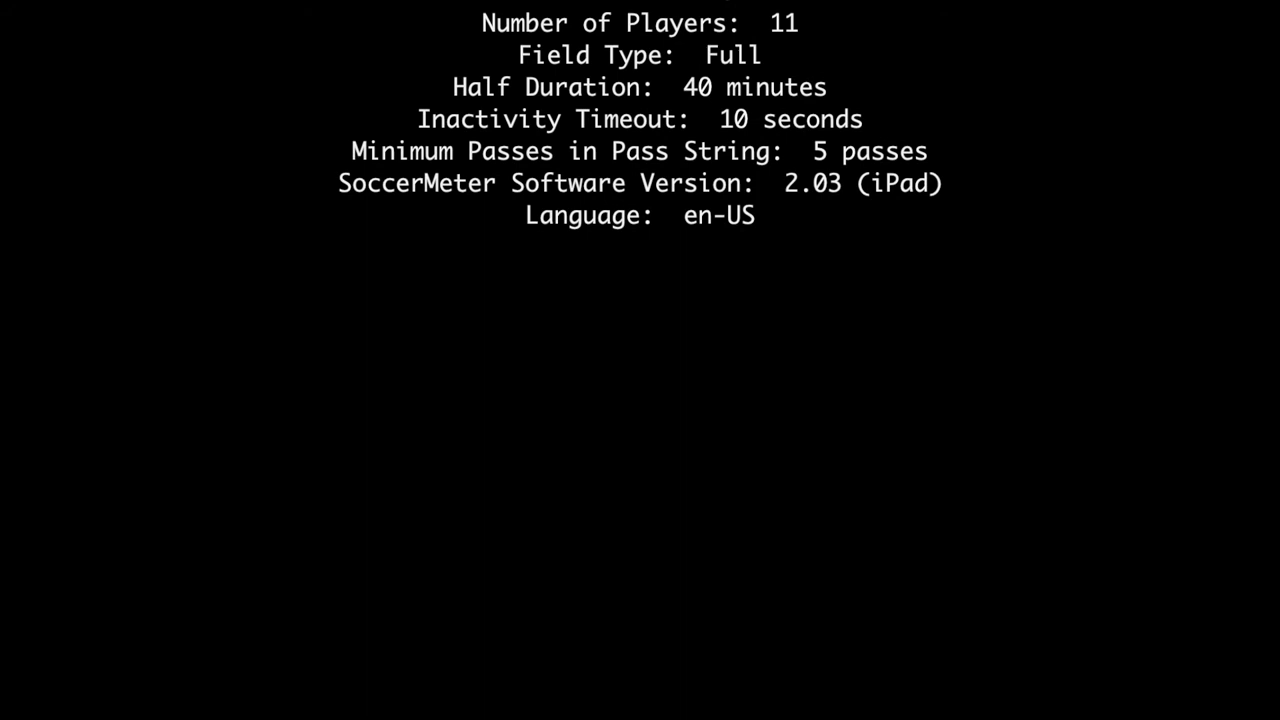 Number of Players:  11
Field Type:  Full
Half Duration:  40 minutes
Inactivity Timeout:  10 seconds
Minimum Passes in Pass String:  5 passes
SoccerMeter Software Version:  2.03 (iPad)
Language:  en-US